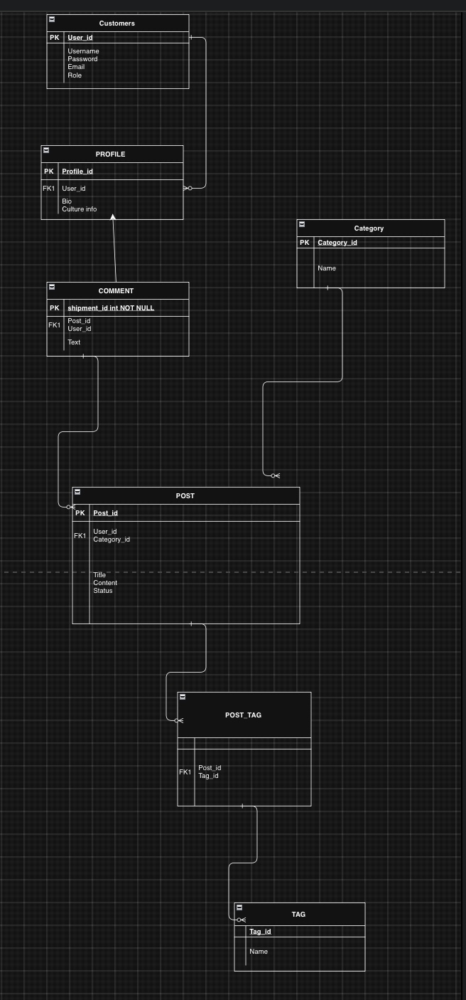 Customers
PK User_id
Username
Password
Email
Role
PROFILE
PK Profile_id
FK1 User_id
Bio
Culture info
Category
PK Category_id
Name
COMMENT
PK shipment_id int NOT NULL
FK1 Post_id
User_id
Text
POST
PK Post_id
FK1 User_id
Category_id
Title
Content
Status
POST_TAG
FK1 Post_id
Tag_id
TAG
Tag_id
Name